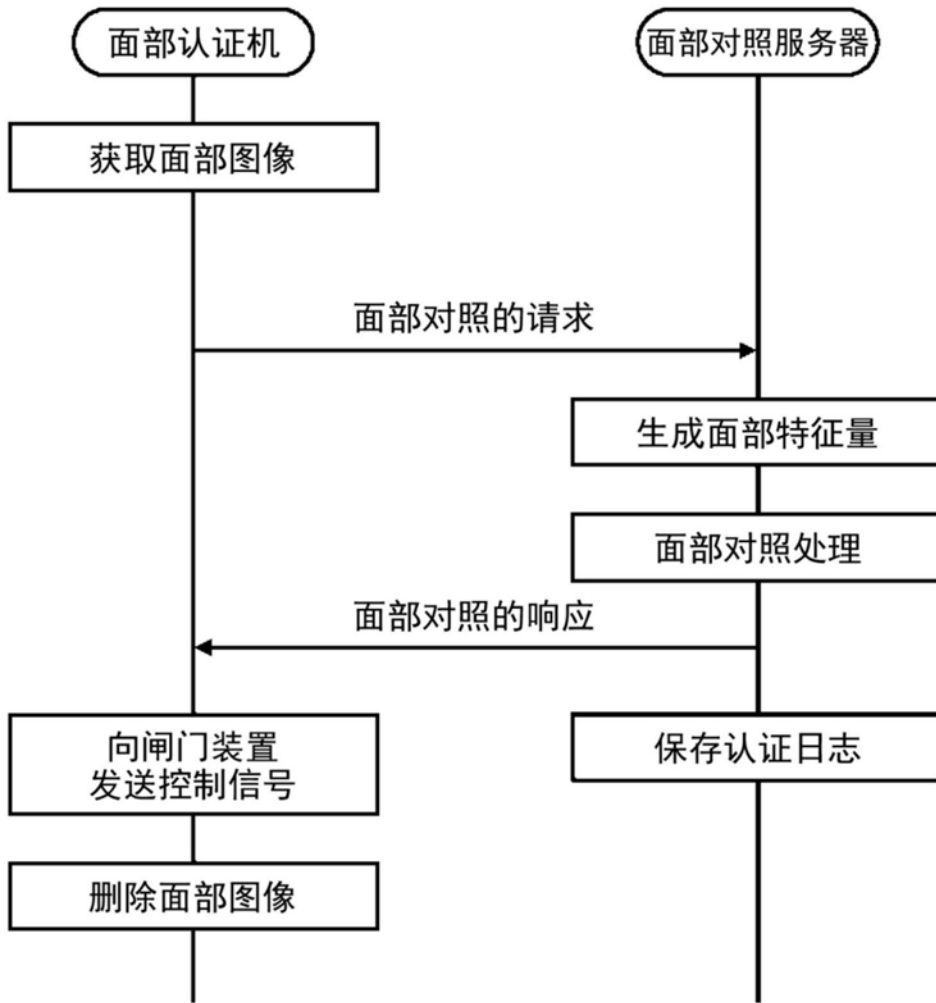 面部认证机
面部对照服务器
获取面部图像
面部对照的请求
生成面部特征量
面部对照处理
面部对照的响应
向闸门装置
发送控制信号
保存认证日志
删除面部图像